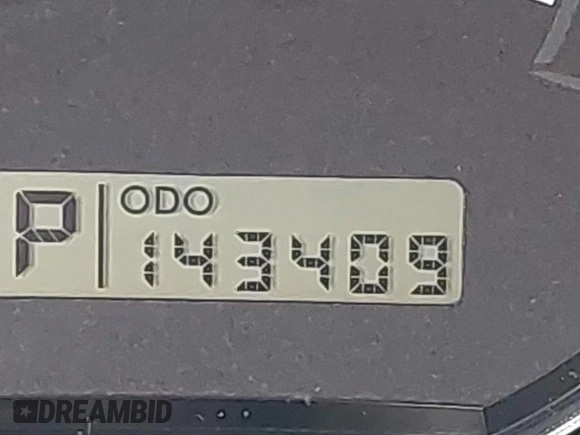 P
ODO
143409
DREAMBID